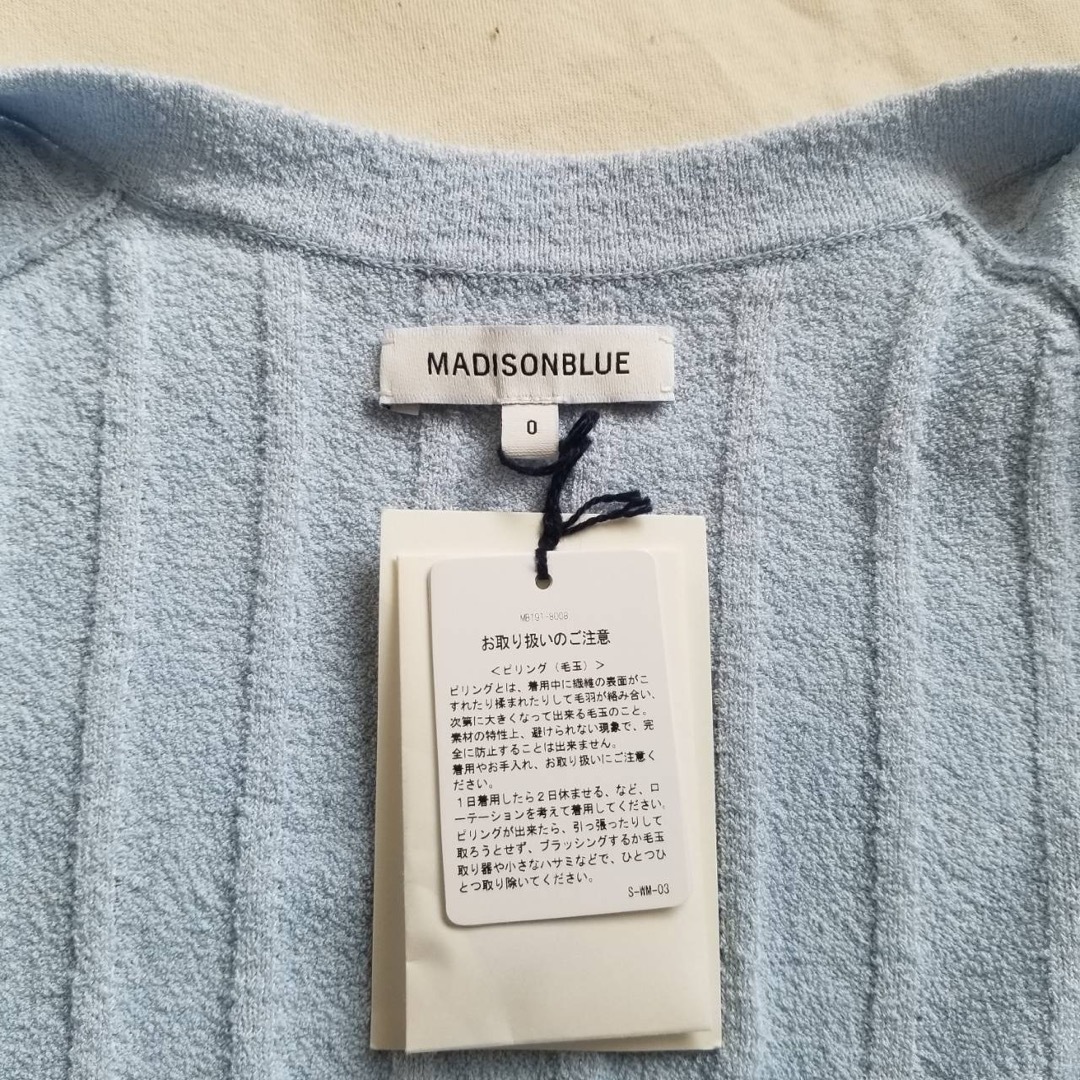 MADISONBLUE
0
MB191-8008
お取り扱いのご注意
＜ピリング（毛玉）＞
ピリングとは、着用中に繊維の表面がこ
すれたり揉まれたりして毛羽が絡み合い、
次第に大きくなって出来る毛玉のこと。
素材の特性上、避けられない現象で、完
全に防止することは出来ません。
着用やお手入れ、お取り扱いにご注意く
ださい。
１日着用したら２日休ませる、など、ロ
ーテーションを考えて着用してください。
ピリングが出来たら、引っ張ったりして
取ろうとせず、ブラッシングするか毛玉
取り器や小さなハサミなどで、ひとつひ
とつ取り除いてください。
S-WM-03